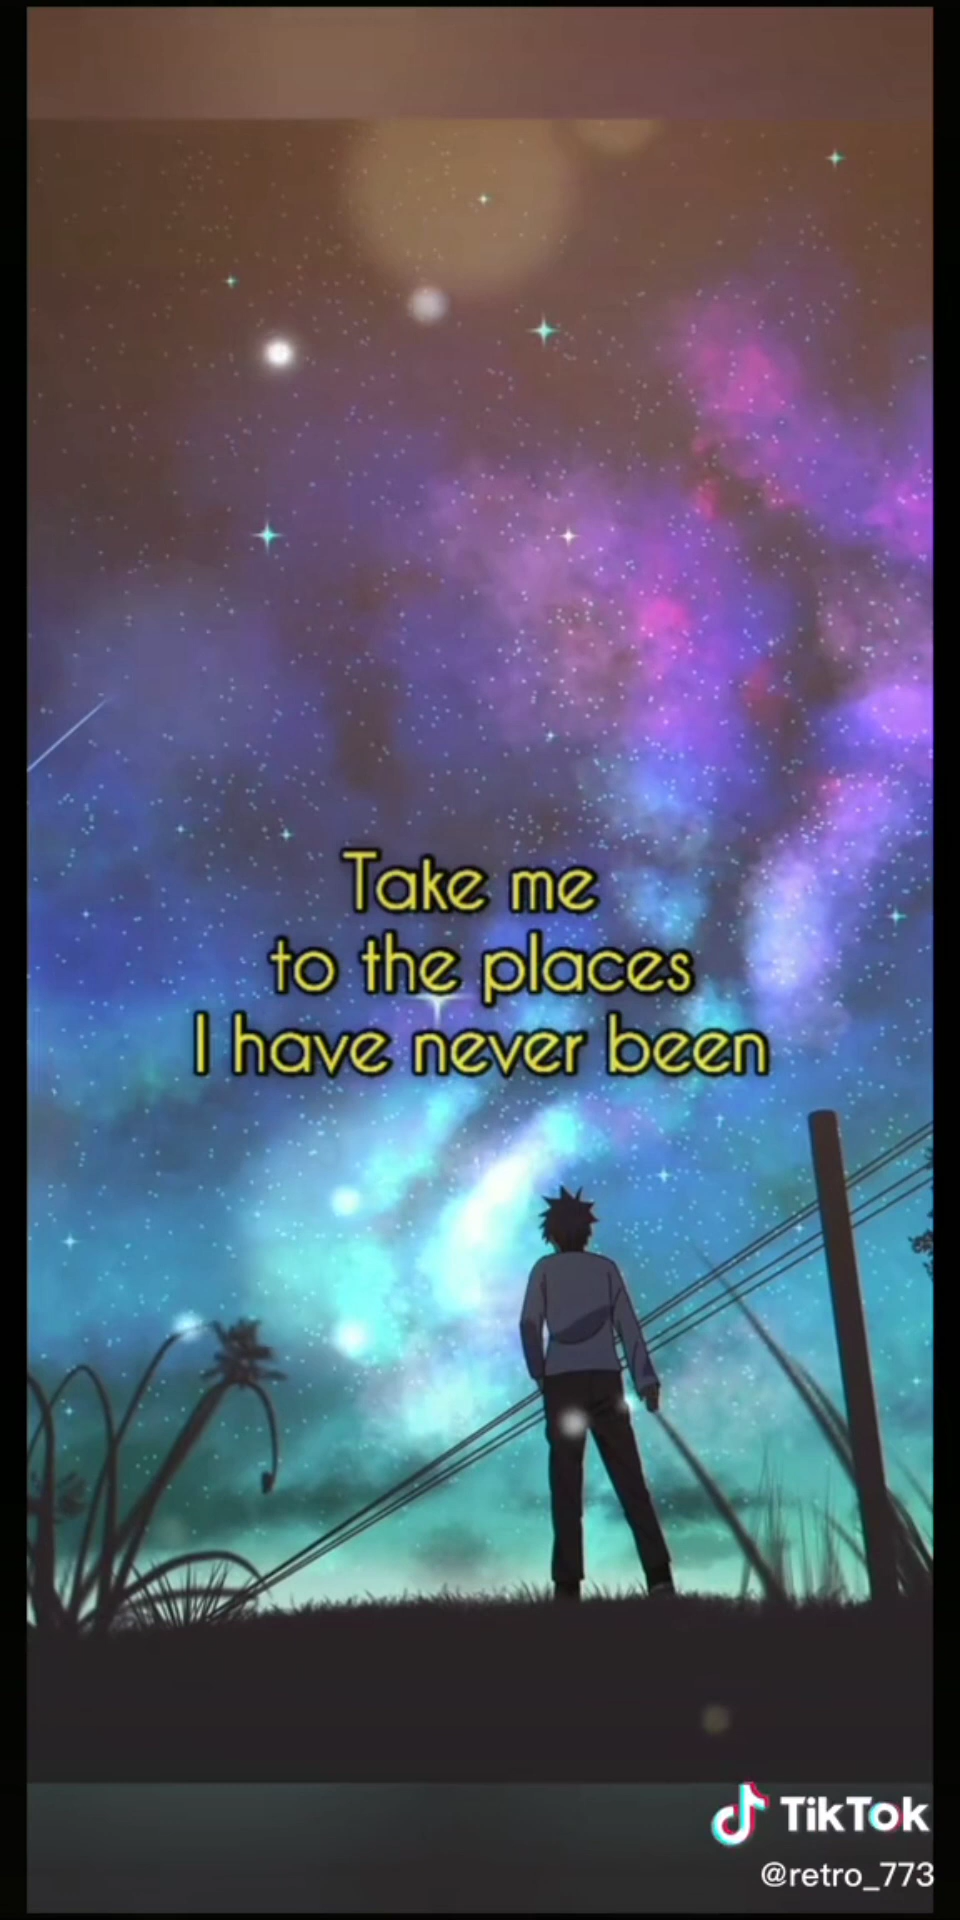 Take me
to the places
I have never been
TikTok
@retro_773